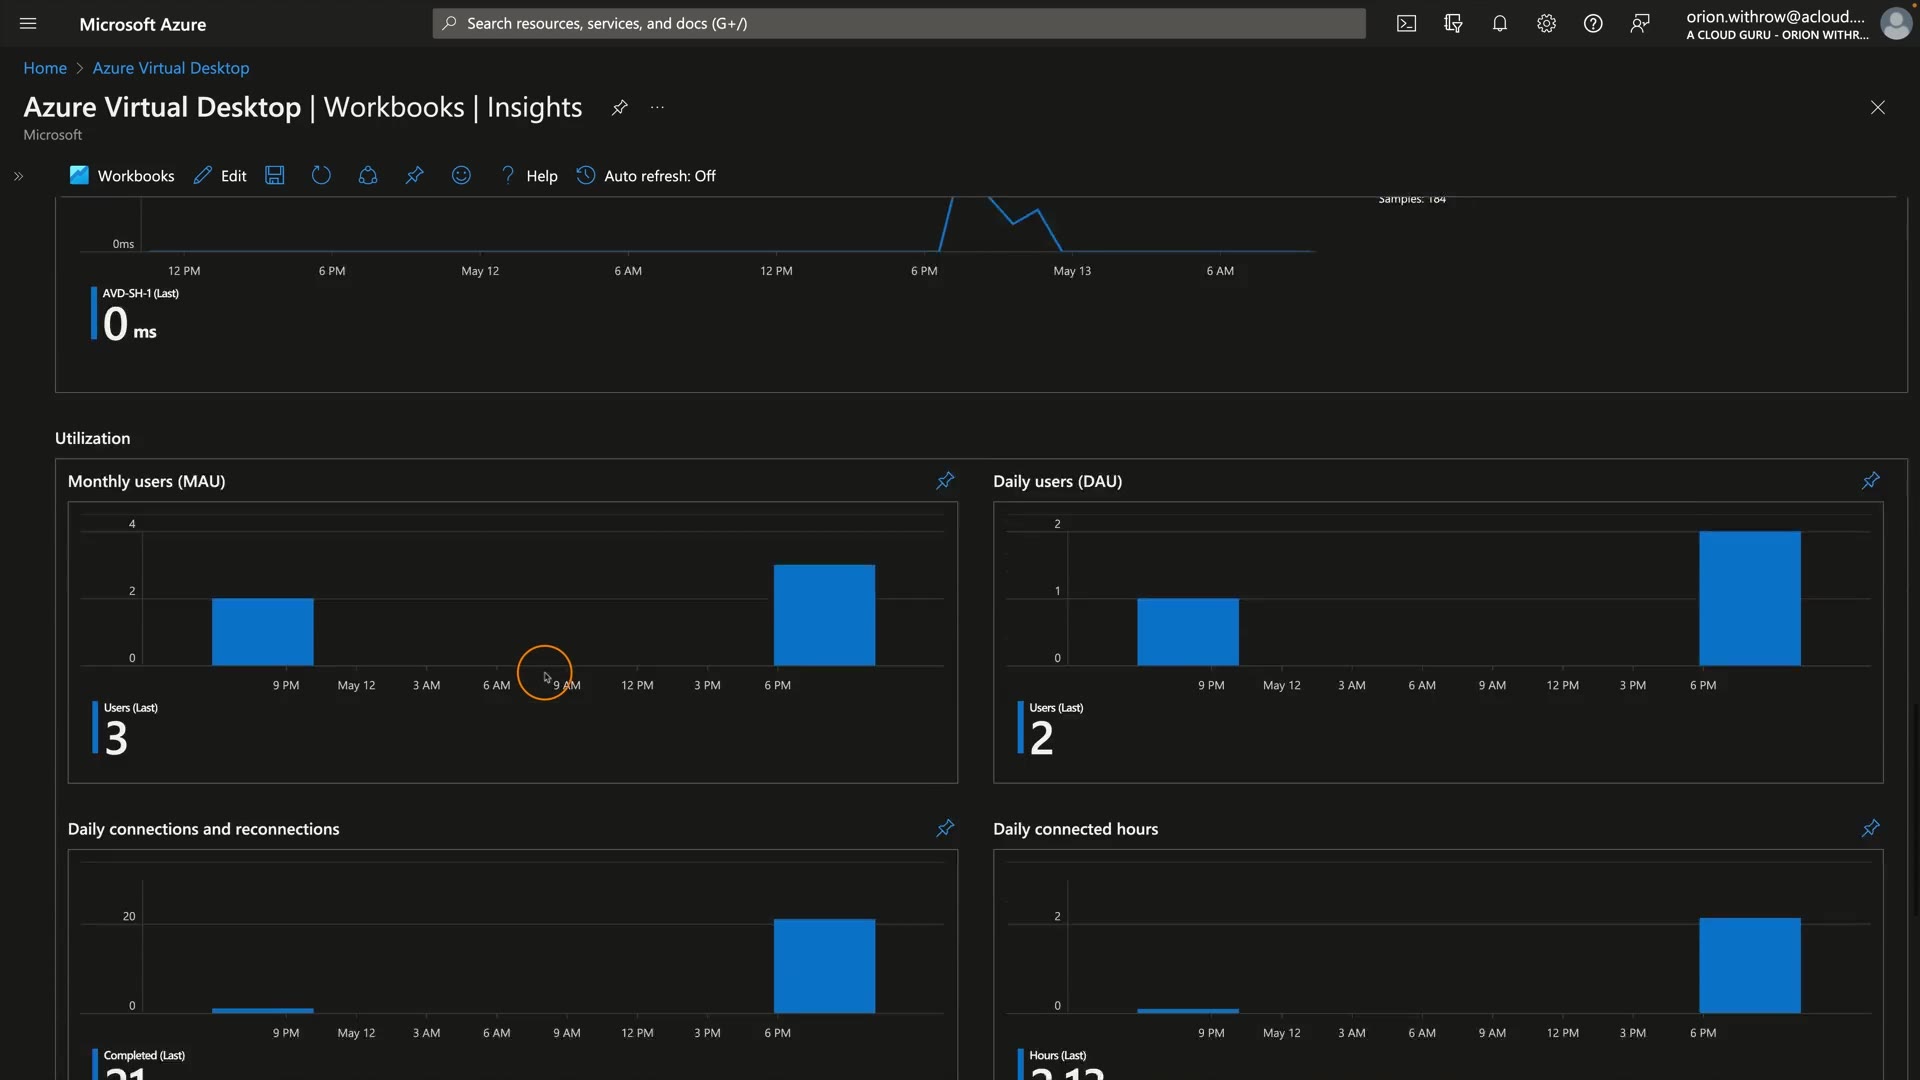 Microsoft Azure
Search resources, services, and docs (G+/)
orion.withrow@acloud....
A CLOUD GURU - ORION WITHR...
Home > Azure Virtual Desktop
Azure Virtual Desktop | Workbooks | Insights
Microsoft
Workbooks Edit Help Auto refresh: Off
Samples: 184
0ms
12 PM 6 PM May 12 6 AM 12 PM 6 PM May 13 6 AM
AVD-SH-1 (Last)
0 ms
Utilization
Monthly users (MAU)
4
2
0
9 PM May 12 3 AM 6 AM 9 AM 12 PM 3 PM 6 PM
Users (Last)
3
Daily users (DAU)
2
1
0
9 PM May 12 3 AM 6 AM 9 AM 12 PM 3 PM 6 PM
Users (Last)
2
Daily connections and reconnections
20
0
9 PM May 12 3 AM 6 AM 9 AM 12 PM 3 PM 6 PM
Completed (Last)
21
Daily connected hours
2
0
9 PM May 12 3 AM 6 AM 9 AM 12 PM 3 PM 6 PM
Hours (Last)